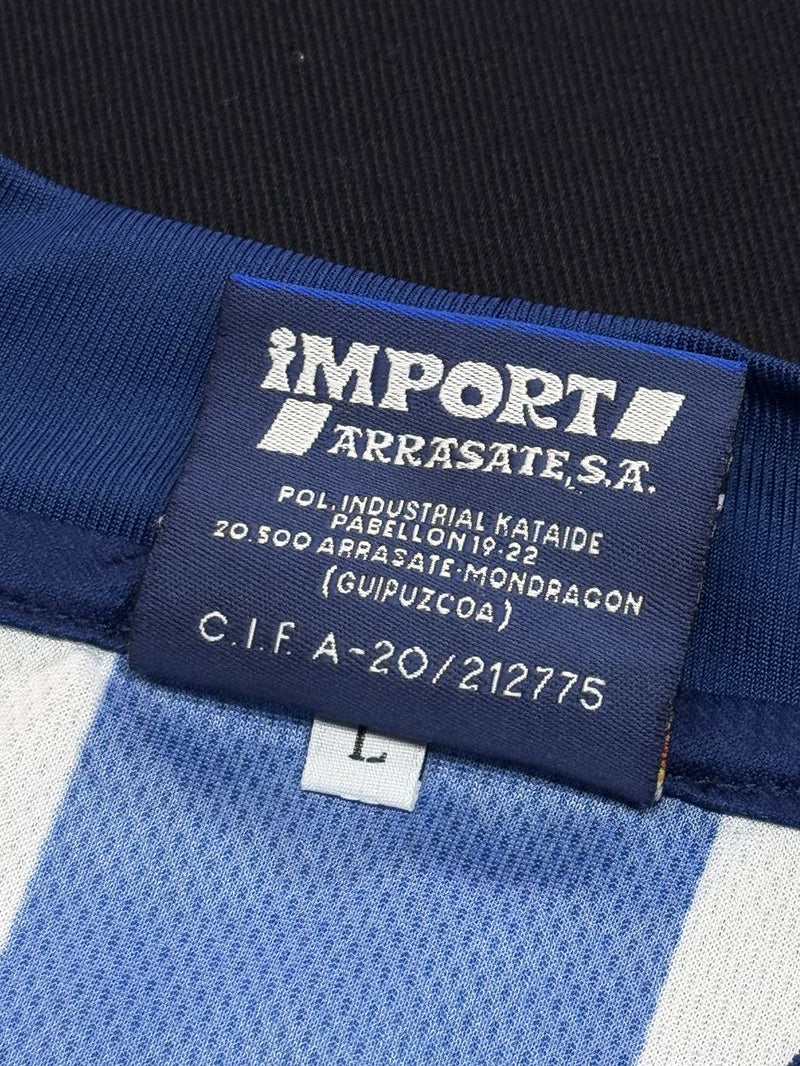 iMPORT
ARRASATE, S.A.
POL. INDUSTRIAL KATAIDE
PABELLON 19-22
20.500 ARRASATE-MONDRAGON
(GUIPUZCOA)
C.I.F. A-20/212775
L